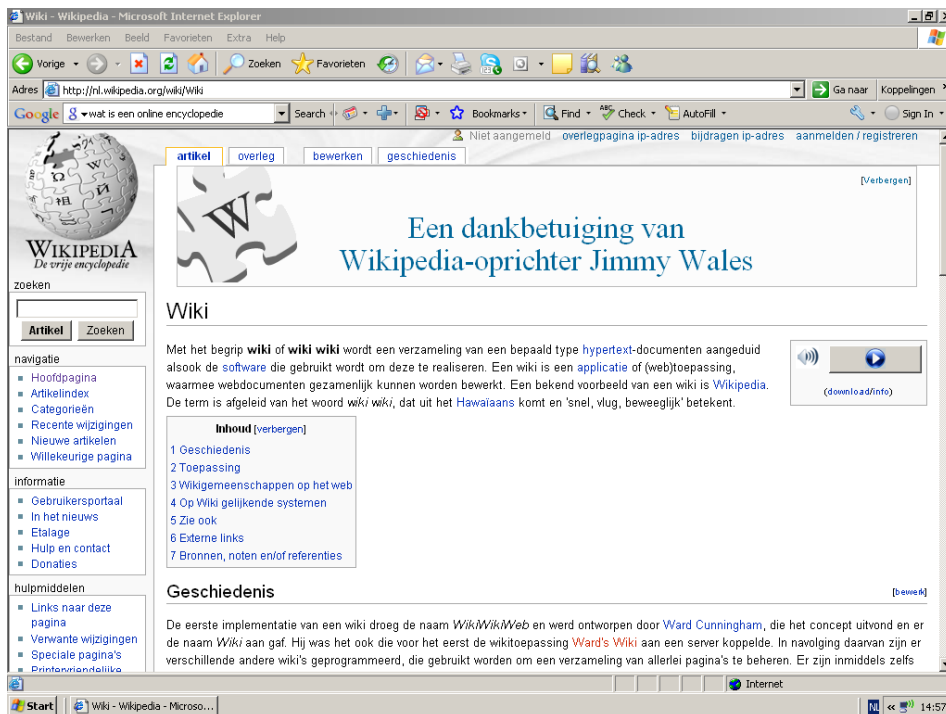 Wiki - Wikipedia - Microsoft Internet Explorer
Bestand Bewerken Beeld Favorieten Extra Help
Vorige Zoeken Favorieten
Adres http://nl.wikipedia.org/wiki/Wiki Ga naar Koppelingen
Google wat is een online encyclopedie Search Bookmarks Find Check AutoFill Sign In
Niet aangemeld overlegpagina ip-adres bijdragen ip-adres aanmelden / registreren
artikel overleg bewerken geschiedenis
[Verbergen]
Een dankbetuiging van
Wikipedia-oprichter Jimmy Wales
WIKIPEDIA
De vrije encyclopedie
zoeken
Artikel Zoeken
navigatie
Hoofdpagina
Artikelindex
Categorieën
Recente wijzigingen
Nieuwe artikelen
Willekeurige pagina
informatie
Gebruikersportaal
In het nieuws
Etalage
Hulp en contact
Donaties
hulpmiddelen
Links naar deze
pagina
Verwante wijzigingen
Speciale pagina's
Printervriendelijke
Wiki
Met het begrip wiki of wiki wiki wordt een verzameling van een bepaald type hypertext-documenten aangeduid
alsook de software die gebruikt wordt om deze te realiseren. Een wiki is een applicatie of (web)toepassing,
waarmee webdocumenten gezamenlijk kunnen worden bewerkt. Een bekend voorbeeld van een wiki is Wikipedia.
De term is afgeleid van het woord wiki wiki, dat uit het Hawaïaans komt en 'snel, vlug, beweeglijk' betekent.
(download/info)
Inhoud [verbergen]
1 Geschiedenis
2 Toepassing
3 Wikigemeenschappen op het web
4 Op Wiki gelijkende systemen
5 Zie ook
6 Externe links
7 Bronnen, noten en/of referenties
Geschiedenis [bewerk]
De eerste implementatie van een wiki droeg de naam WikiWikiWeb en werd ontworpen door Ward Cunningham, die het concept uitvond en er
de naam Wiki aan gaf. Hij was het ook die voor het eerst de wikitoepassing Ward's Wiki aan een server koppelde. In navolging daarvan zijn er
verschillende andere wiki's geprogrammeerd, die gebruikt worden om een verzameling van allerlei pagina's te beheren. Er zijn inmiddels zelfs
Internet
Start Wiki - Wikipedia - Microso... NL 14:57